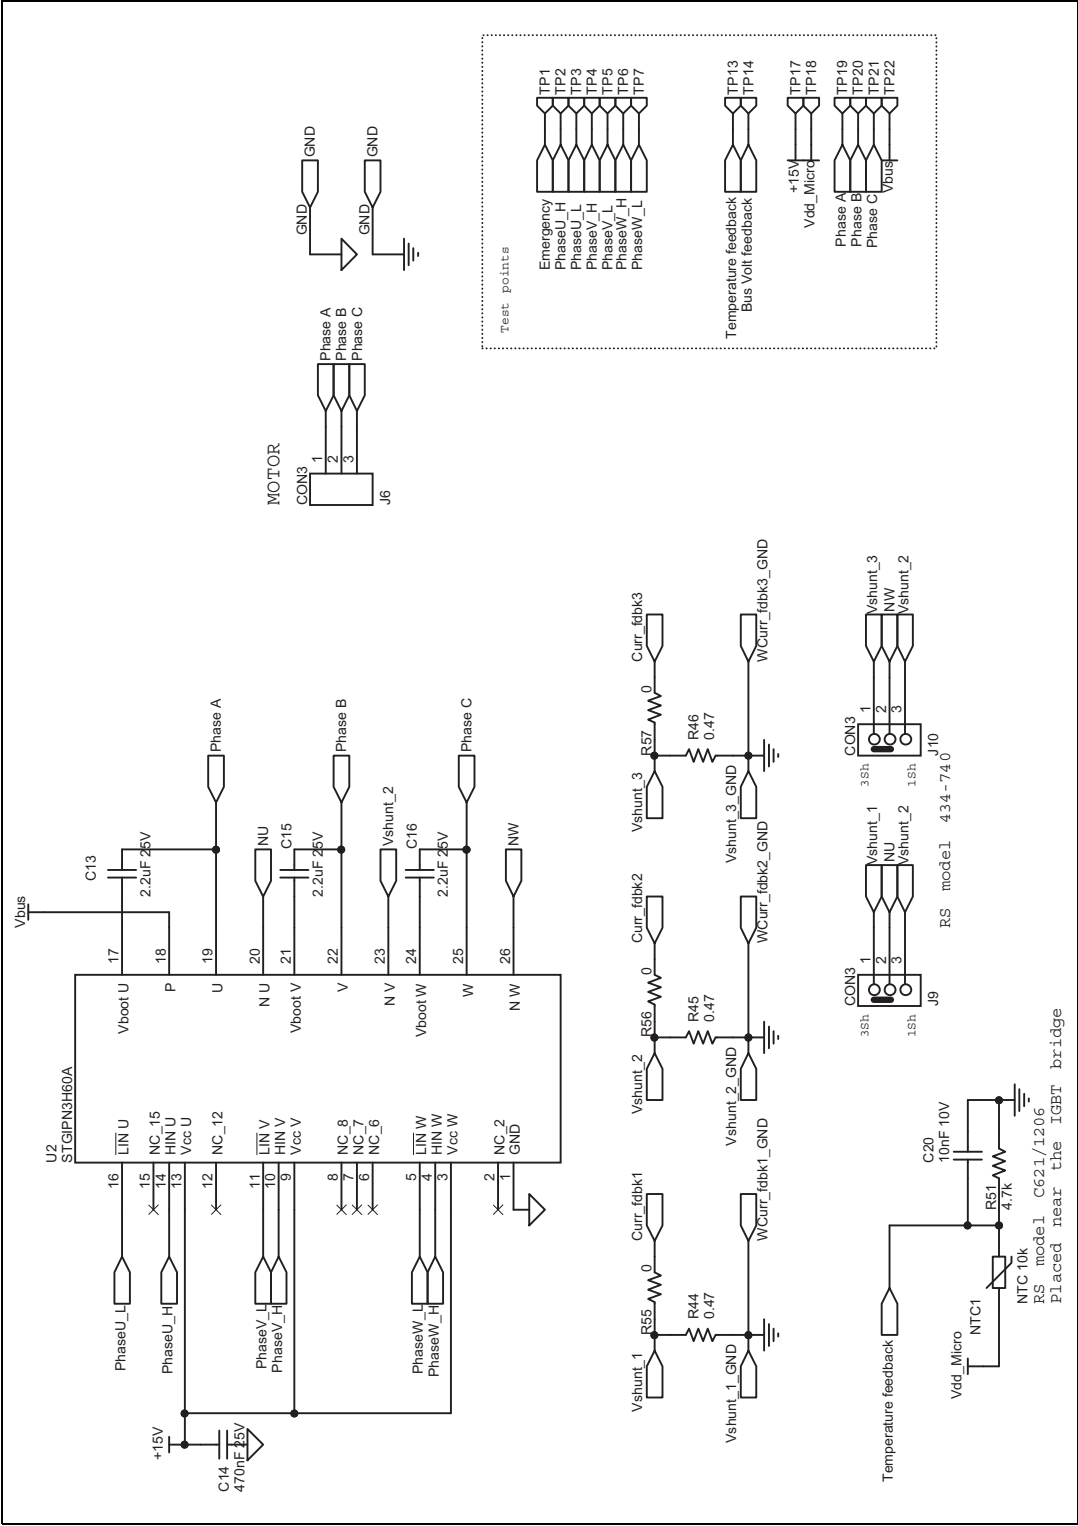 Vbus
U2
STGIPN3H60A
PhaseU_L
16
LIN U
15
NC_15
PhaseU_H
14
HIN U
13
Vcc U
12
NC_12
PhaseV_L
11
LIN V
PhaseV_H
10
HIN V
9
Vcc V
8
NC_8
7
NC_7
6
NC_6
PhaseW_L
5
LIN W
PhaseW_H
4
HIN W
3
Vcc W
2
NC_2
1
GND
+15V
C14
470nF 25V
Vboot U
17
P
18
U
19
N U
20
Vboot V
21
V
22
N V
23
Vboot W
24
W
25
N W
26
C13
2.2uF 25V
Phase A
NU
C15
2.2uF 25V
Phase B
Vshunt_2
C16
2.2uF 25V
Phase C
NW
MOTOR
CON3
1
2
3
J6
Phase A
Phase B
Phase C
GND
GND
GND
GND
Vshunt_1
R55
0
Curr_fdbk1
R44
0.47
Vshunt_1_GND
WCurr_fdbk1_GND
Vshunt_2
R56
0
Curr_fdbk2
R45
0.47
Vshunt_2_GND
WCurr_fdbk2_GND
Vshunt_3
R57
0
Curr_fdbk3
R46
0.47
Vshunt_3_GND
WCurr_fdbk3_GND
Test points
Emergency
TP1
PhaseU_H
TP2
PhaseU_L
TP3
PhaseV_H
TP4
PhaseV_L
TP5
PhaseW_H
TP6
PhaseW_L
TP7
Temperature feedback
TP13
Bus Volt feedback
TP14
+15V
TP17
Vdd_Micro
TP18
Phase A
TP19
Phase B
TP20
Phase C
TP21
Vbus
TP22
Temperature feedback
Vdd_Micro
NTC1
NTC 10k
C20
10nF 10V
R51
4.7k
RS model C621/1206
Placed near the IGBT bridge
CON3
3Sh
1Sh
1
2
3
J9
Vshunt_1
NU
Vshunt_2
CON3
3Sh
1Sh
1
2
3
J10
Vshunt_3
NW
Vshunt_2
RS model 434-740